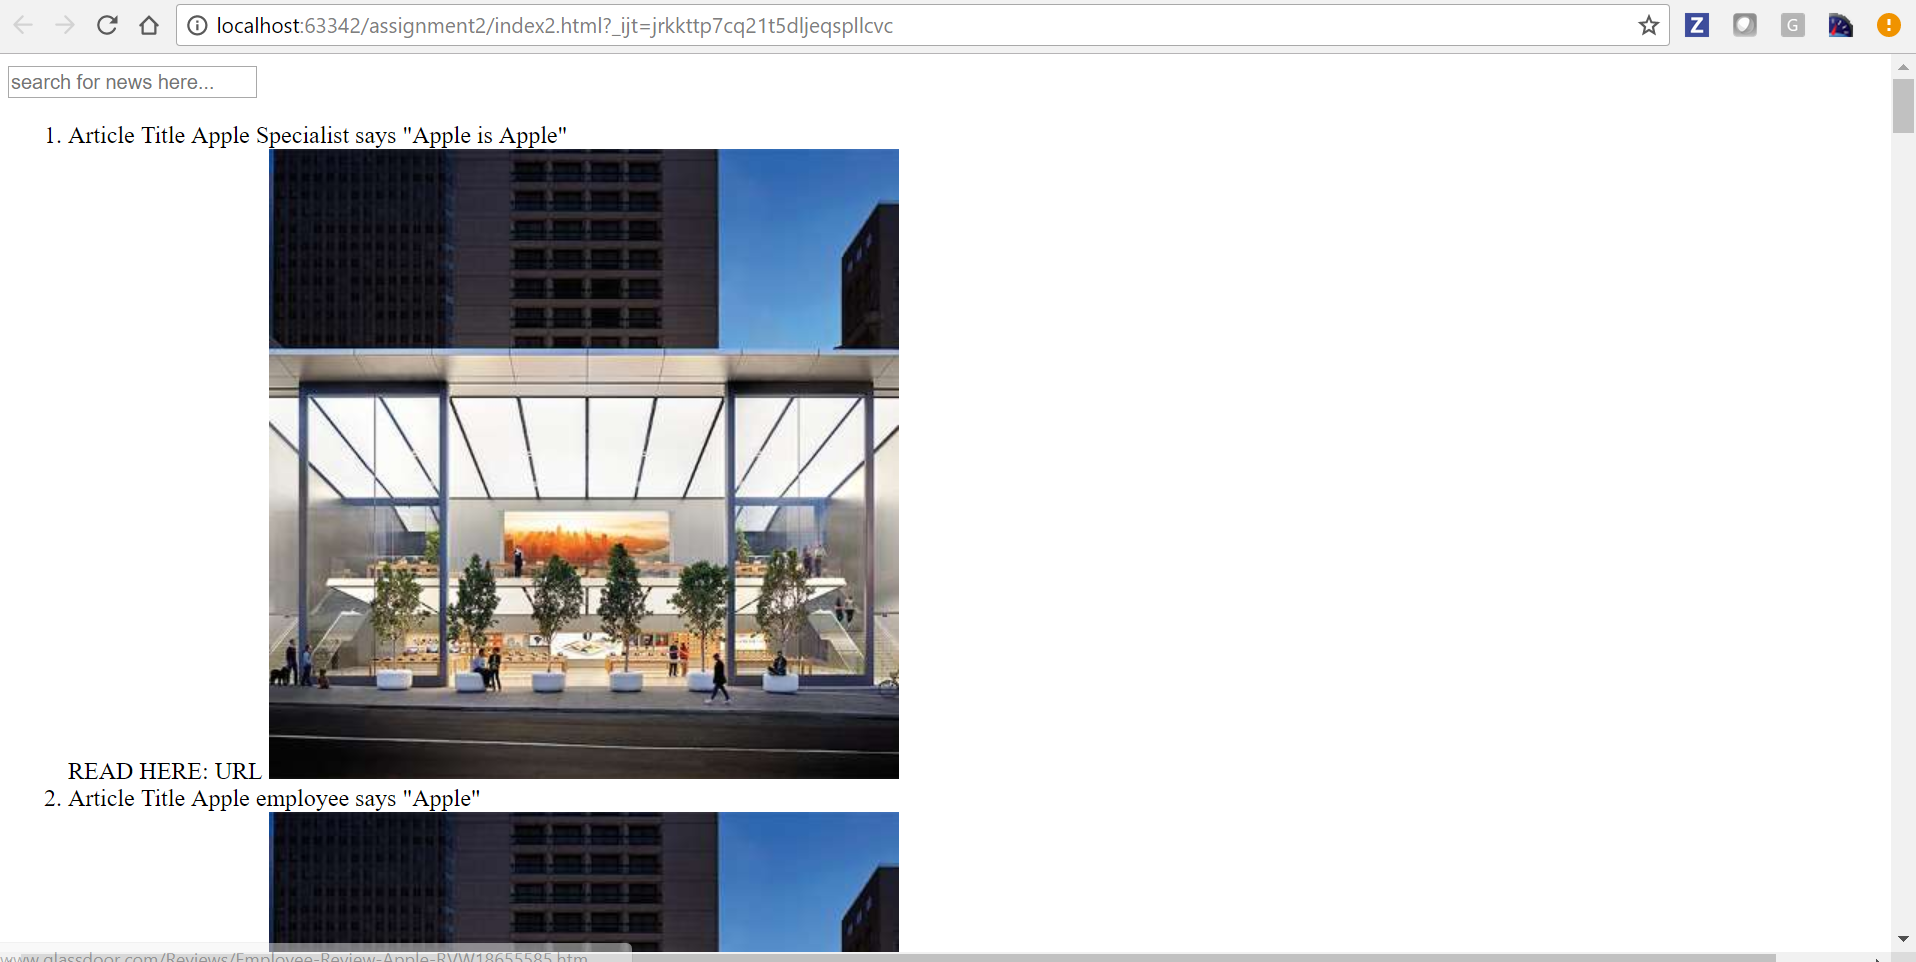 localhost:63342/assignment2/index2.html?_ijt=jrkkttp7cq21t5dljeqspllcvc
Z
G
search for news here...
1. Article Title Apple Specialist says "Apple is Apple"
READ HERE: URL
2. Article Title Apple employee says "Apple"
www.glassdoor.com/Reviews/Employee-Review-Apple-RVW18655585.htm